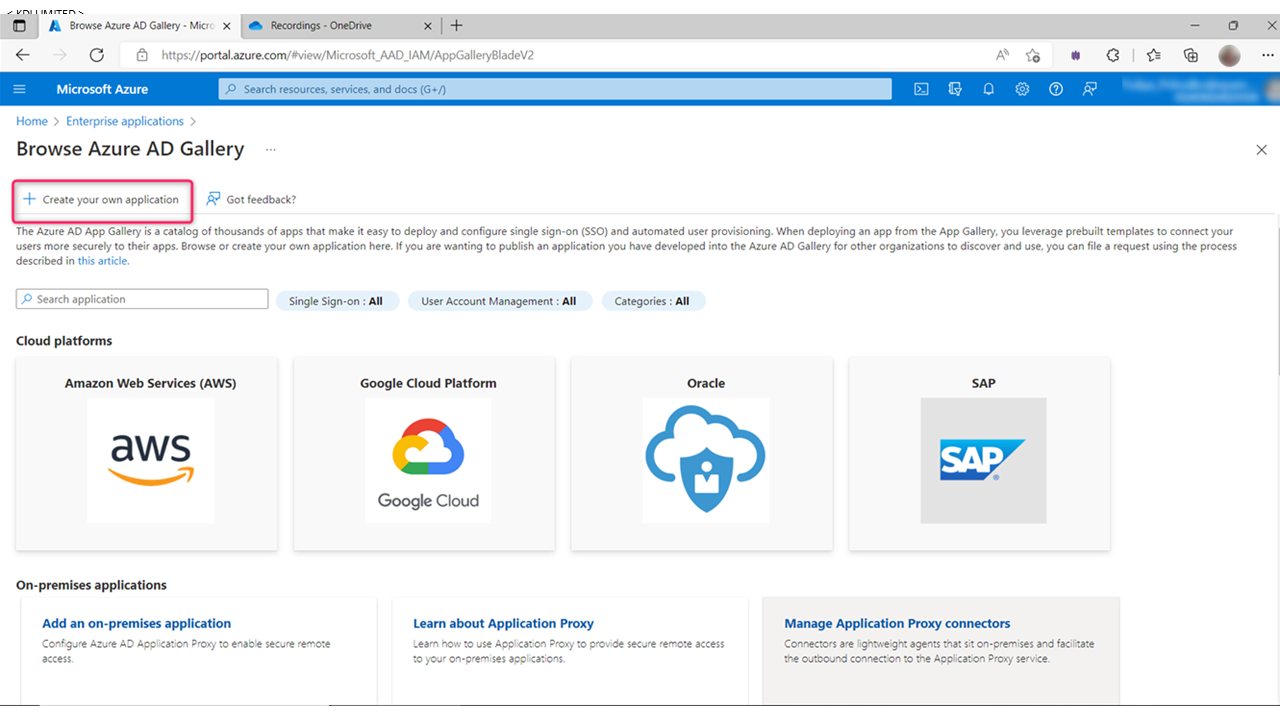 Browse Azure AD Gallery - Micro
Recordings - OneDrive
https://portal.azure.com/#view/Microsoft_AAD_IAM/AppGalleryBladeV2
Microsoft Azure
Search resources, services, and docs (G+/)
Home > Enterprise applications >
Browse Azure AD Gallery ...
+ Create your own application
Got feedback?
The Azure AD App Gallery is a catalog of thousands of apps that make it easy to deploy and configure single sign-on (SSO) and automated user provisioning. When deploying an app from the App Gallery, you leverage prebuilt templates to connect your
users more securely to their apps. Browse or create your own application here. If you are wanting to publish an application you have developed into the Azure AD Gallery for other organizations to discover and use, you can file a request using the process
described in this article.
Search application
Single Sign-on : All
User Account Management : All
Categories : All
Cloud platforms
Amazon Web Services (AWS)
Google Cloud Platform
Oracle
SAP
aws
Google Cloud
SAP®
On-premises applications
Add an on-premises application
Configure Azure AD Application Proxy to enable secure remote
access.
Learn about Application Proxy
Learn how to use Application Proxy to provide secure remote access
to your on-premises applications.
Manage Application Proxy connectors
Connectors are lightweight agents that sit on-premises and facilitate
the outbound connection to the Application Proxy service.